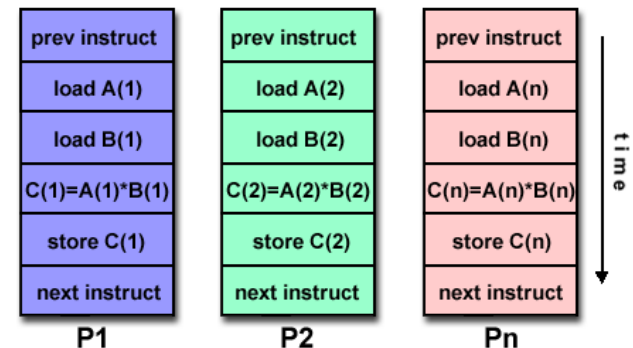 prev instruct
load A(1)
load B(1)
C(1)=A(1)*B(1)
store C(1)
next instruct
P1
prev instruct
load A(2)
load B(2)
C(2)=A(2)*B(2)
store C(2)
next instruct
P2
prev instruct
load A(n)
load B(n)
C(n)=A(n)*B(n)
store C(n)
next instruct
Pn
time